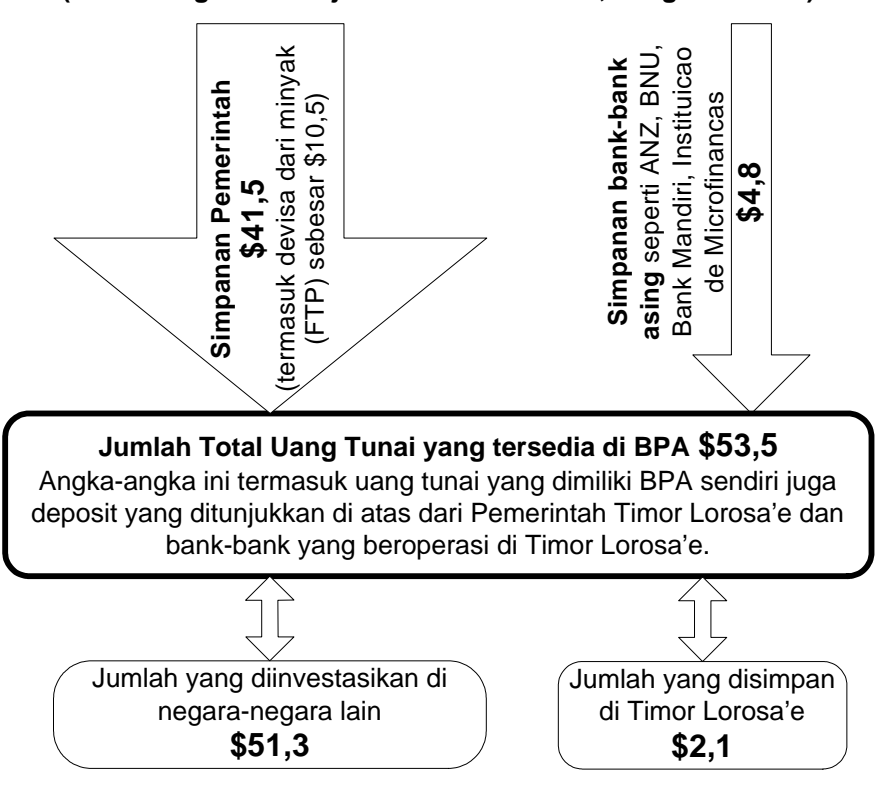 Simpanan Pemerintah
$41,5
(termasuk devisa dari minyak
(FTP) sebesar $10,5)
Simpanan bank-bank
asing seperti ANZ, BNU,
Bank Mandiri, Instituicao
de Microfinancas
$4,8
Jumlah Total Uang Tunai yang tersedia di BPA $53,5
Angka-angka ini termasuk uang tunai yang dimiliki BPA sendiri juga
deposit yang ditunjukkan di atas dari Pemerintah Timor Lorosa'e dan
bank-bank yang beroperasi di Timor Lorosa'e.
Jumlah yang diinvestasikan di
negara-negara lain
$51,3
Jumlah yang disimpan
di Timor Lorosa'e
$2,1